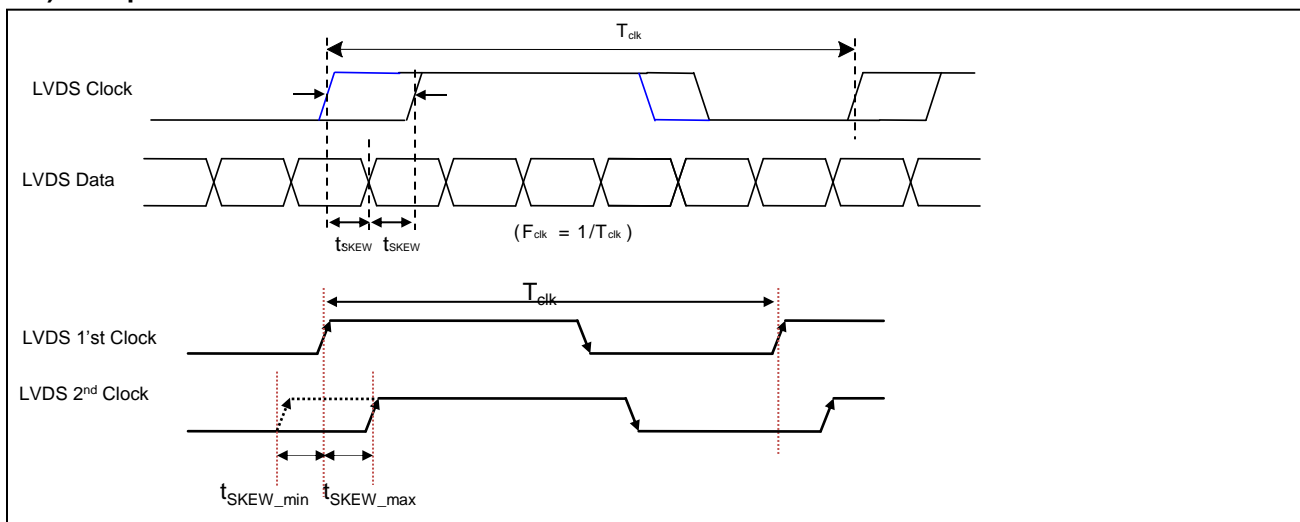 Tclk
LVDS Clock
LVDS Data
tSKEW tSKEW
(Fclk = 1/Tclk)
Tclk
LVDS 1'st Clock
LVDS 2nd Clock
tSKEW_min tSKEW_max